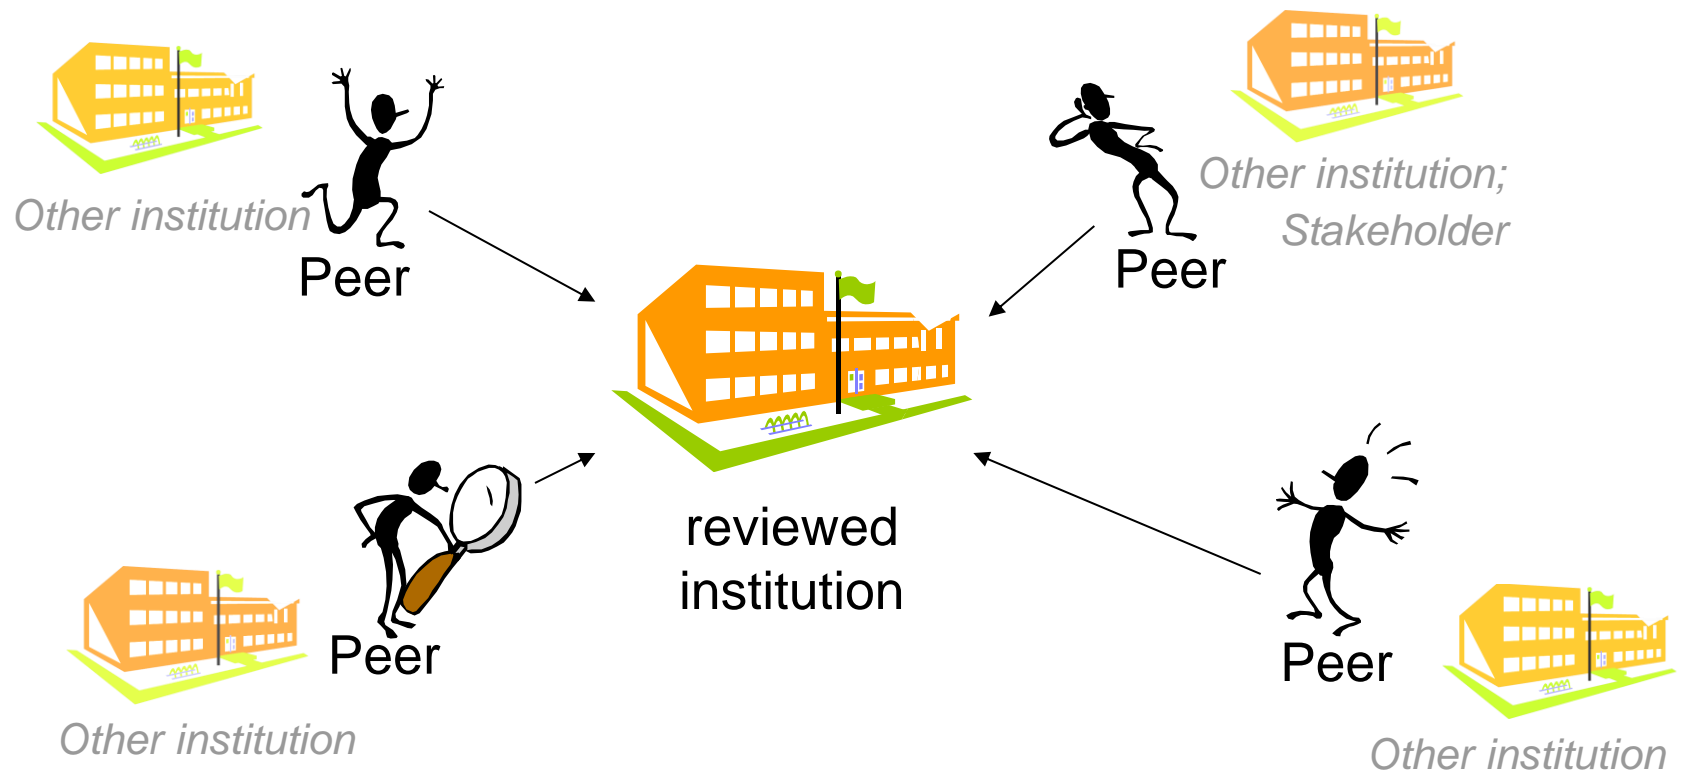 Other institution;
Stakeholder
Other institution
Peer
Peer
reviewed
institution
Peer
Peer
Other institution
Other institution